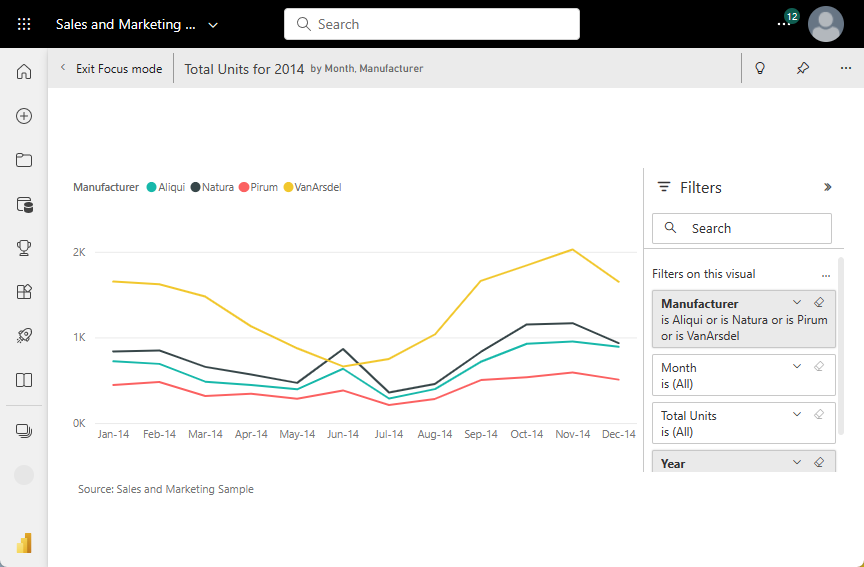 Sales and Marketing ...
Search
12
Exit Focus mode
Total Units for 2014 by Month, Manufacturer
Manufacturer Aliqui Natura Pirum VanArsdel
2K
1K
0K
Jan-14 Feb-14 Mar-14 Apr-14 May-14 Jun-14 Jul-14 Aug-14 Sep-14 Oct-14 Nov-14 Dec-14
Source: Sales and Marketing Sample
Filters
Search
Filters on this visual
Manufacturer
is Aliqui or is Natura or is Pirum
or is VanArsdel
Month
is (All)
Total Units
is (All)
Year